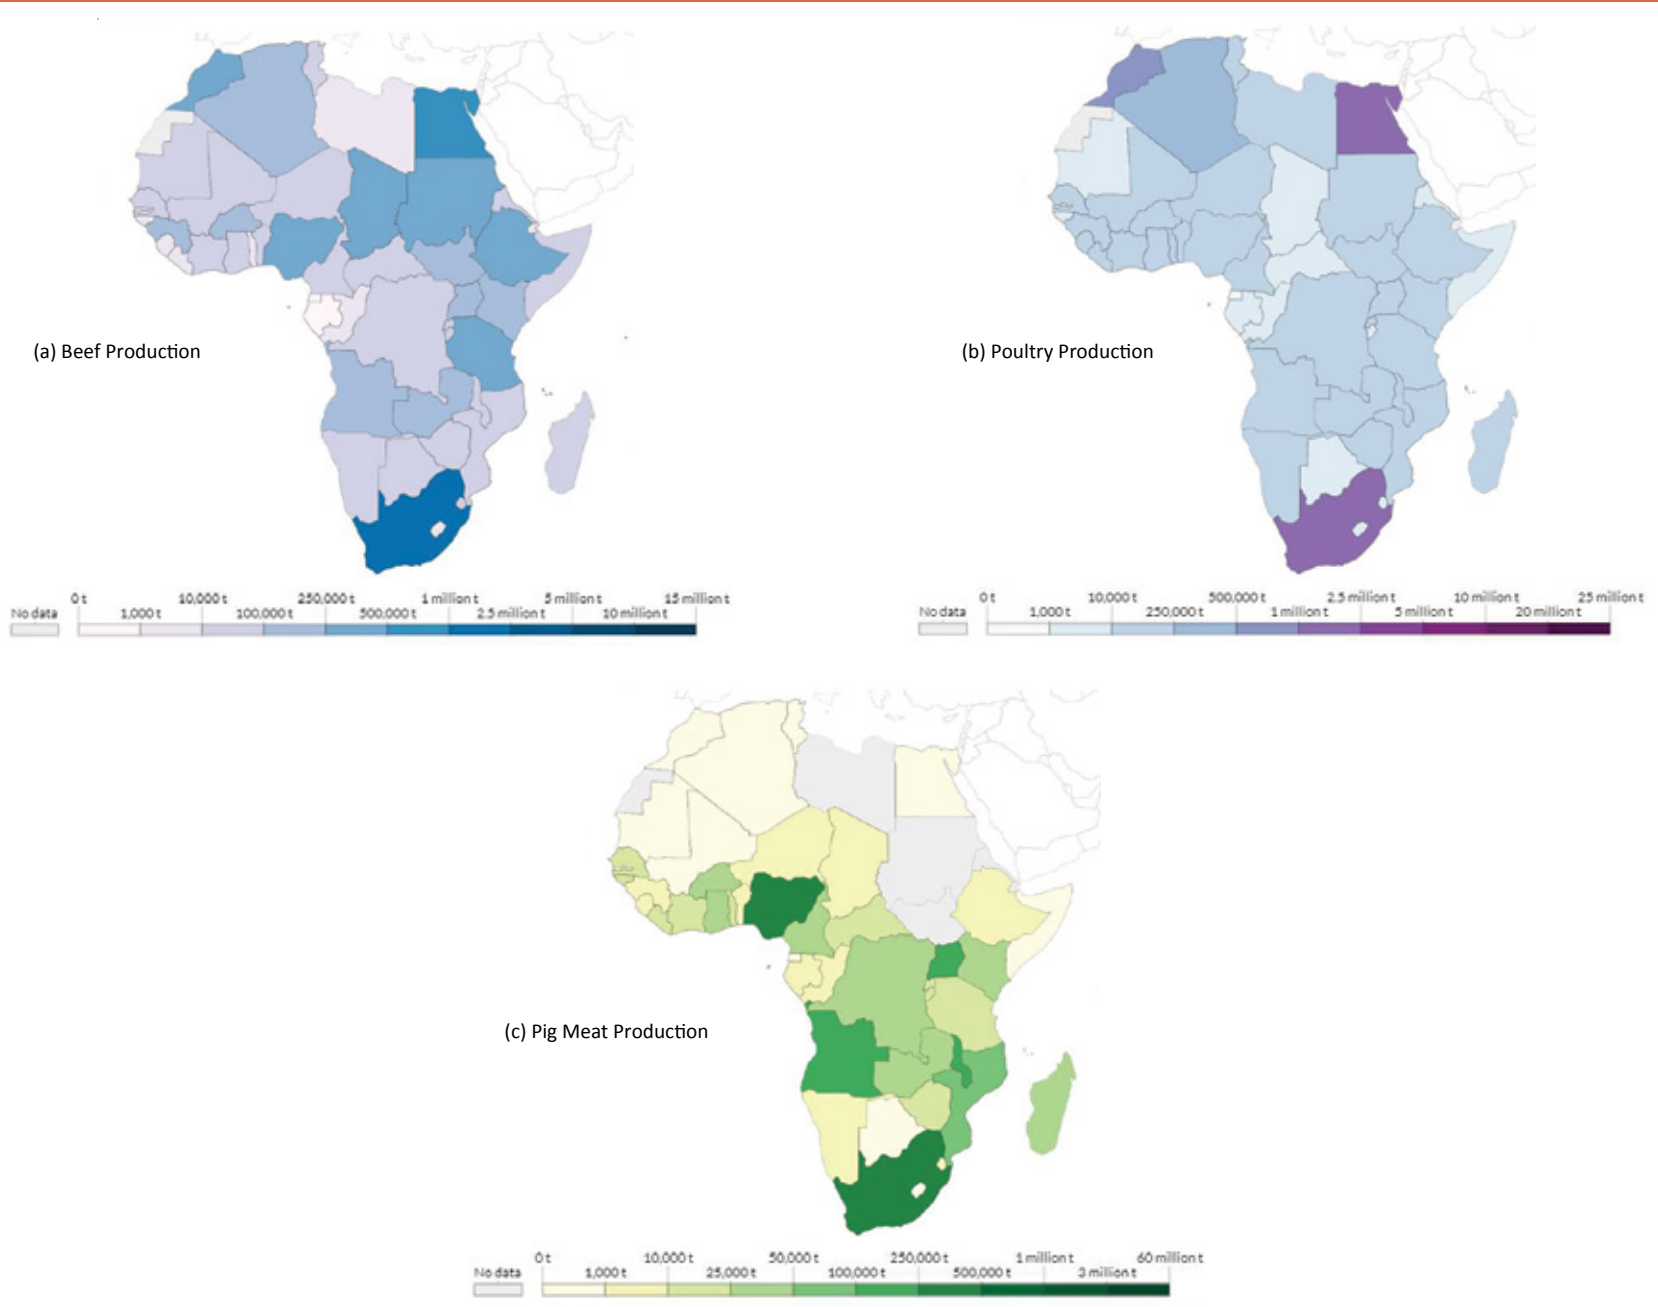 (a) Beef Production
(b) Poultry Production
0 t 10,000 t 250,000 t 1 million t 5 million t 15 million t
No data 1,000 t 100,000 t 500,000 t 2.5 million t 10 million t
0 t 10,000 t 500,000 t 2.5 million t 10 million t 25 million t
No data 1,000 t 250,000 t 1 million t 5 million t 20 million t
(c) Pig Meat Production
0 t 10,000 t 50,000 t 250,000 t 1 million t 60 million t
No data 1,000 t 25,000 t 100,000 t 500,000 t 3 million t